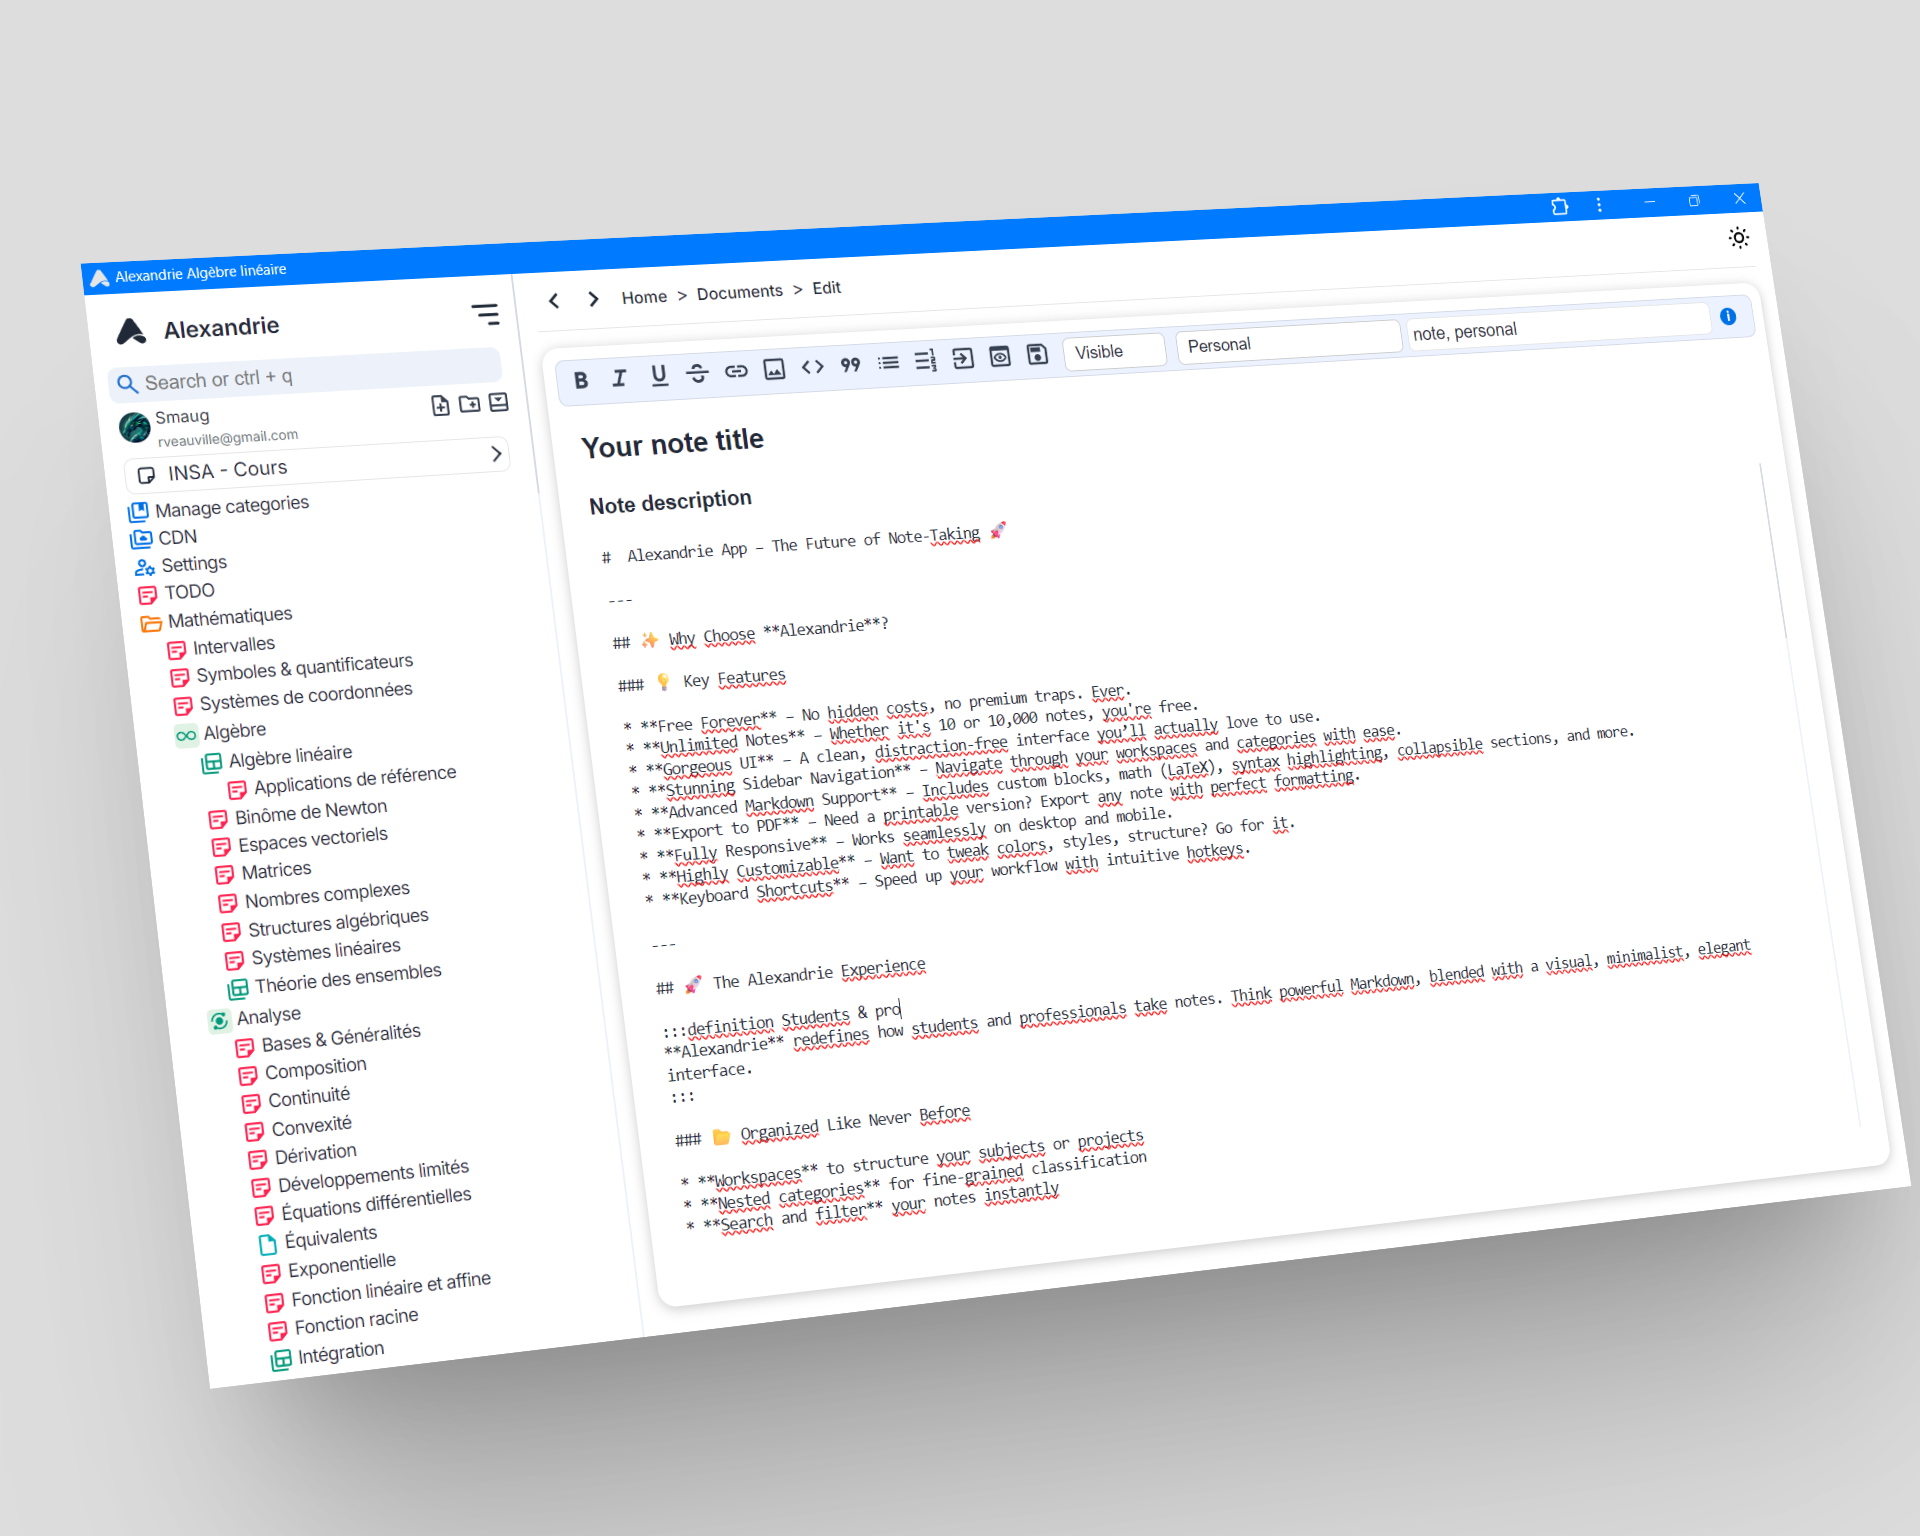 Alexandrie Algèbre linéaire
Alexandrie
Search or ctrl + q
Smaug
rveauville@gmail.com
INSA - Cours
Manage categories
CDN
Settings
TODO
Mathématiques
Intervalles
Symboles & quantificateurs
Systèmes de coordonnées
Algèbre
Algèbre linéaire
Applications de référence
Binôme de Newton
Espaces vectoriels
Matrices
Nombres complexes
Structures algébriques
Systèmes linéaires
Théorie des ensembles
Analyse
Bases & Généralités
Composition
Continuité
Convexité
Dérivation
Développements limités
Équations différentielles
Équivalents
Exponentielle
Fonction linéaire et affine
Fonction racine
Intégration
Home > Documents > Edit
Visible
Personal
note, personal
Your note title
Note description
#  Alexandrie App – The Future of Note-Taking 🚀
---
## ✨ Why Choose **Alexandrie**?
### 💡 Key Features
* **Free Forever** – No hidden costs, no premium traps. Ever.
* **Unlimited Notes** – Whether it's 10 or 10,000 notes, you're free.
* **Gorgeous UI** – A clean, distraction-free interface you’ll actually love to use.
* **Stunning Sidebar Navigation** – Navigate through your workspaces and categories with ease.
* **Advanced Markdown Support** – Includes custom blocks, math (LaTeX), syntax highlighting, collapsible sections, and more.
* **Export to PDF** – Need a printable version? Export any note with perfect formatting.
* **Fully Responsive** – Works seamlessly on desktop and mobile.
* **Highly Customizable** – Want to tweak colors, styles, structure? Go for it.
* **Keyboard Shortcuts** – Speed up your workflow with intuitive hotkeys.
---
## 🚀 The Alexandrie Experience
:::definition Students & pro
**Alexandrie** redefines how students and professionals take notes. Think powerful Markdown, blended with a visual, minimalist, elegant
interface.
:::
### 📁 Organized Like Never Before
* **Workspaces** to structure your subjects or projects
* **Nested categories** for fine-grained classification
* **Search and filter** your notes instantly